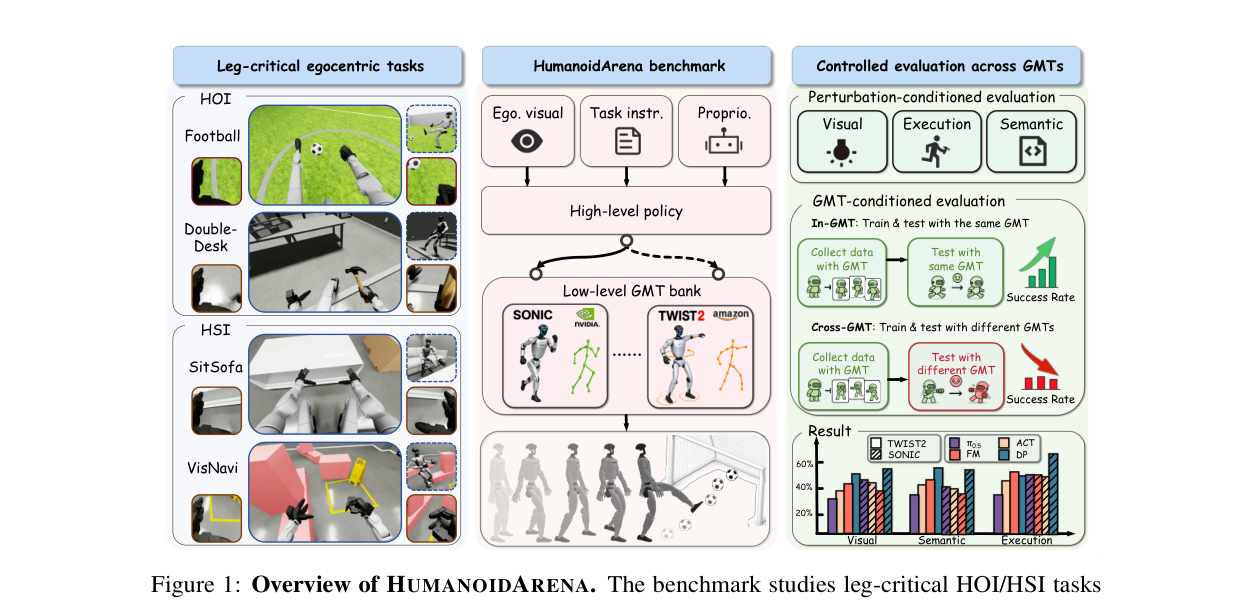 Leg-critical egocentric tasks
HOI
Football
Double-
Desk
HSI
SitSofa
VisNavi
HumanoidArena benchmark
Ego. visual
Task instr.
Proprio.
High-level policy
Low-level GMT bank
SONIC
NVIDIA.
......
TWIST2
amazon
Controlled evaluation across GMTs
Perturbation-conditioned evaluation
Visual
Execution
Semantic
GMT-conditioned evaluation
In-GMT: Train & test with the same GMT
Collect data
with GMT
Test with
same GMT
Success Rate
Cross-GMT: Train & test with different GMTs
Collect data
with GMT
Test with
different GMT
Success Rate
Result
TWIST2
SONIC
π0.5
FM
ACT
DP
60%
40%
20%
Visual
Semantic
Execution
Figure 1: Overview of HUMANOIDARENA. The benchmark studies leg-critical HOI/HSI tasks